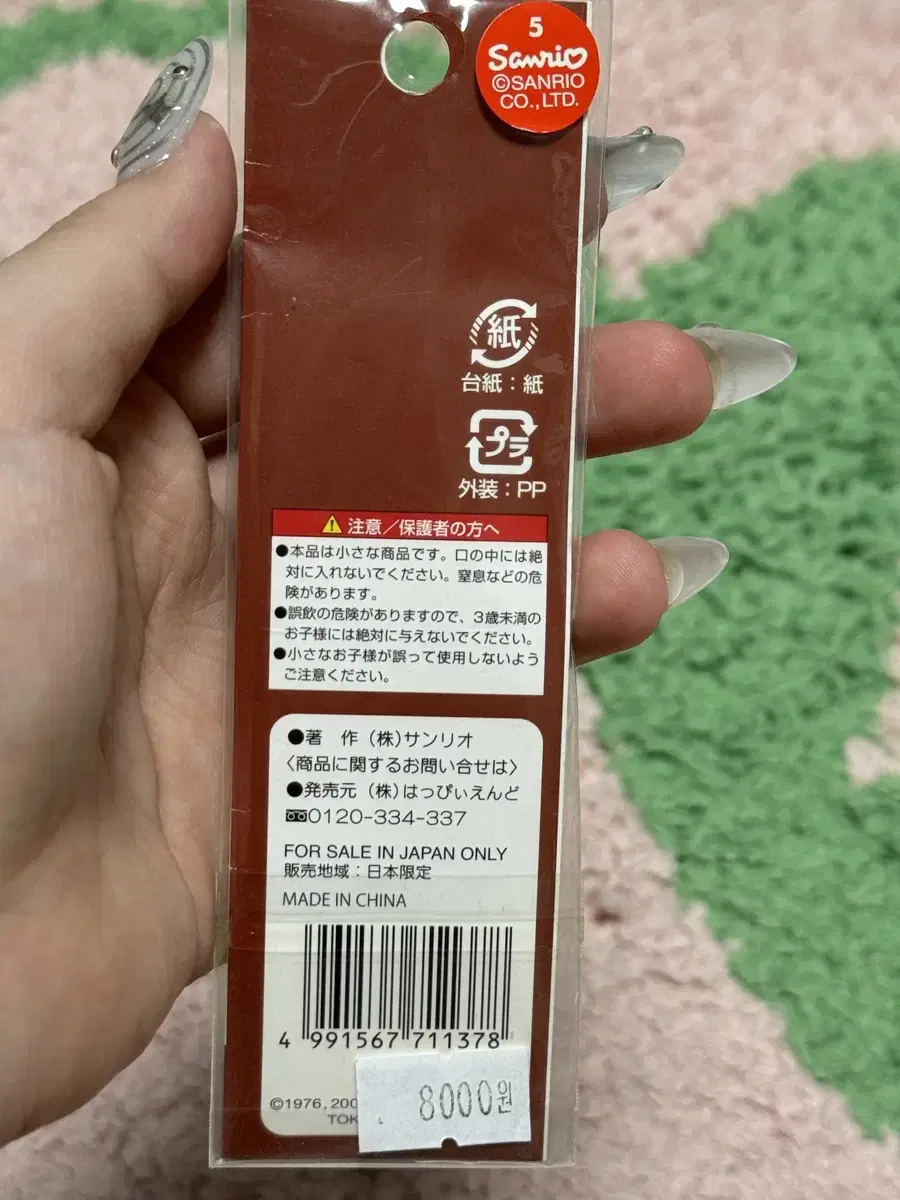 5
Sanrio
©SANRIO
CO., LTD.
紙
台紙：紙
プラ
外装：PP
注意／保護者の方へ
●本品は小さな商品です。口の中には絶
対に入れないでください。窒息などの危
険があります。
●誤飲の危険がありますので、3歳未満の
お子様には絶対に与えないでください。
●小さなお子様が誤って使用しないよう
ご注意ください。
●著　作（株）サンリオ
〈商品に関するお問い合せは〉
●発売元（株）はっぴぃえんど
0120-334-337
FOR SALE IN JAPAN ONLY
販売地域：日本限定
MADE IN CHINA
4 991567 711378
8000원
©1976, 200
TOK